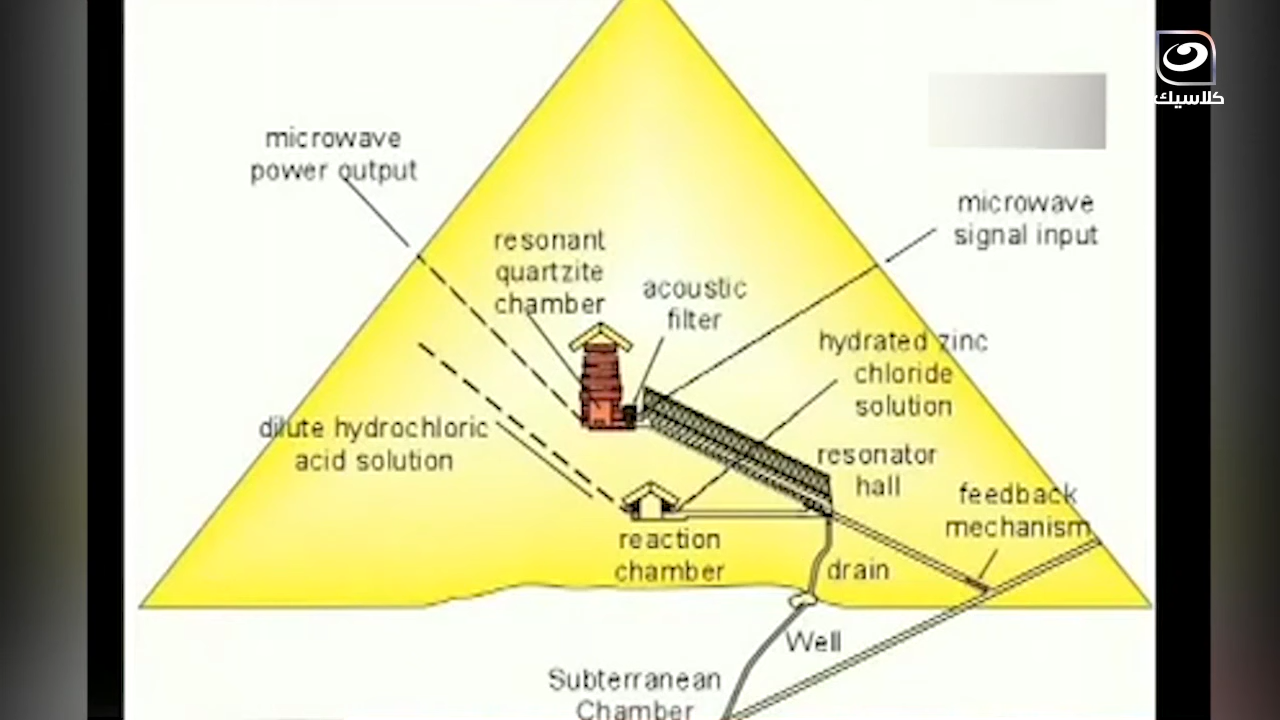 كلاسيك
microwave
power output
microwave
signal input
resonant
quartzite
chamber
acoustic
filter
hydrated zinc
chloride
solution
dilute hydrochloric
acid solution
resonator
hall
feedback
mechanism
reaction
chamber
drain
Well
Subterranean
Chamber